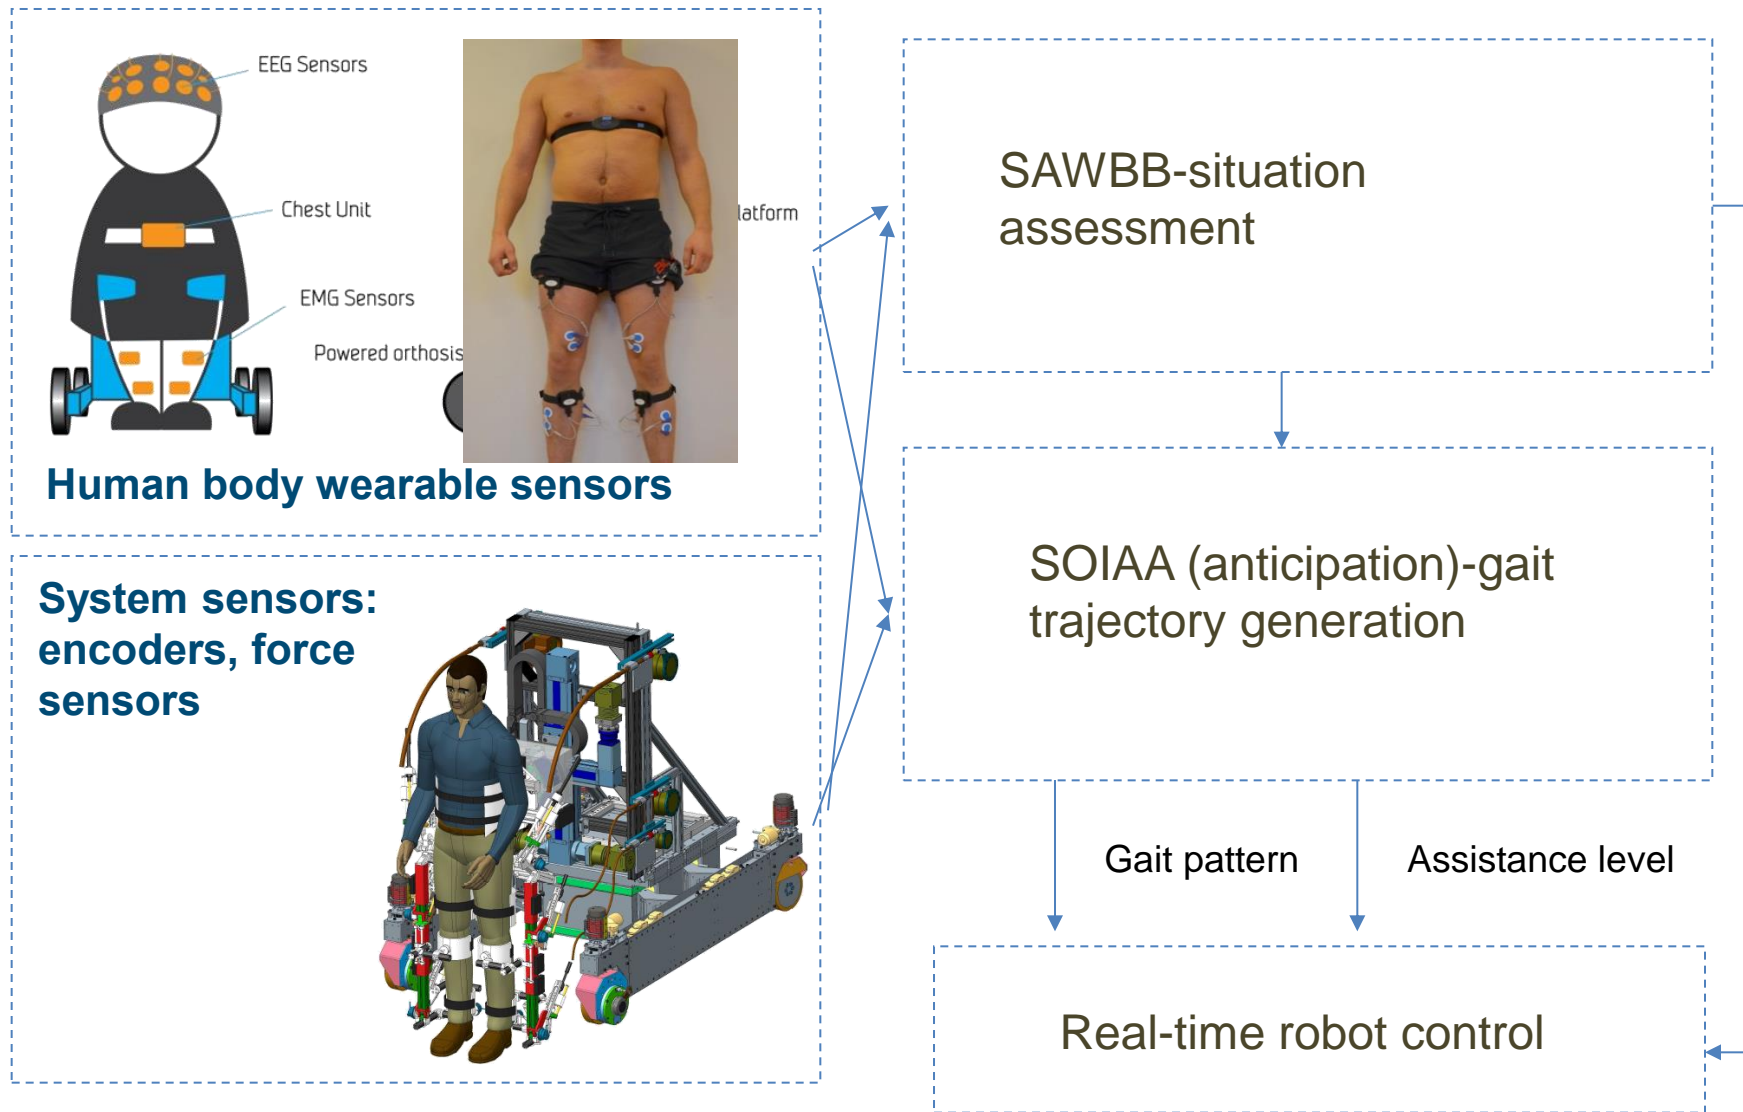 EEG Sensors
Chest Unit
latform
EMG Sensors
Powered orthosis
Human body wearable sensors
System sensors:
encoders, force
sensors
SAWBB-situation
assessment
SOIAA (anticipation)-gait
trajectory generation
Gait pattern
Assistance level
Real-time robot control